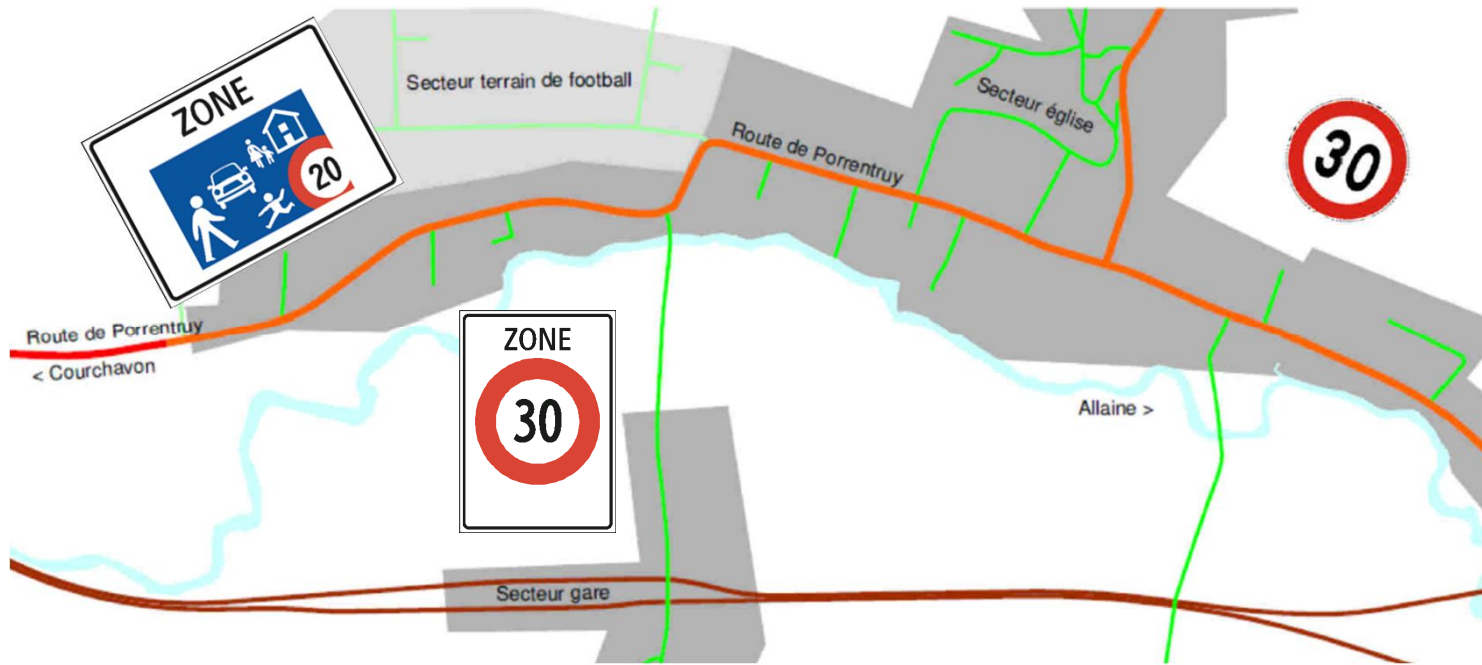 ZONE
20
Secteur terrain de football
Route de Porrentruy
Secteur église
30
Route de Porrentruy
< Courchavon
ZONE
30
Allaine >
Secteur gare